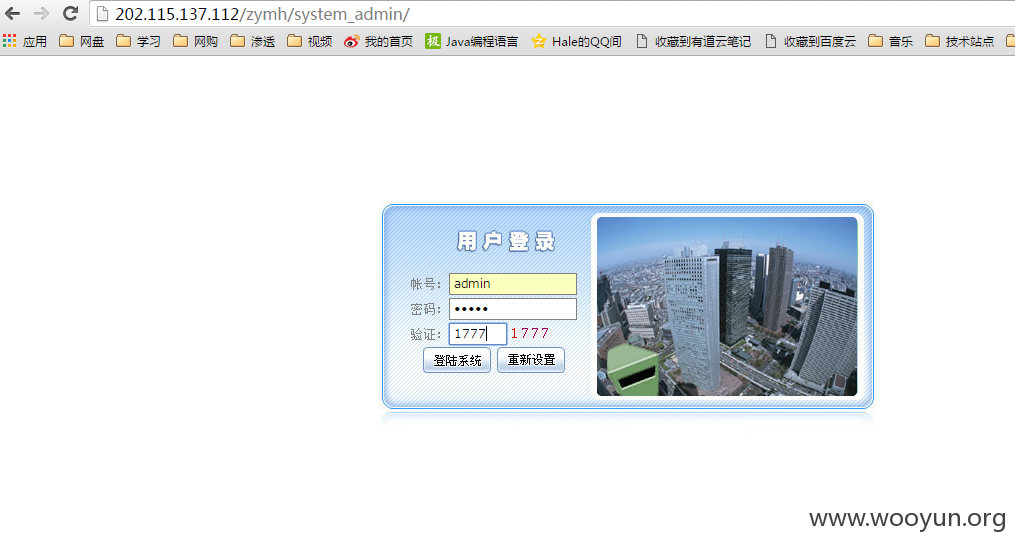 202.115.137.112/zymh/system_admin/
应用 网盘 学习 网购 渗透 视频 我的首页 极 Java编程语言 Hale的QQ间 收藏到有道云笔记 收藏到百度云 音乐 技术站点
用户登录
帐号: admin
密码: •••••
验证: 1777 1777
登陆系统 重新设置
www.wooyun.org